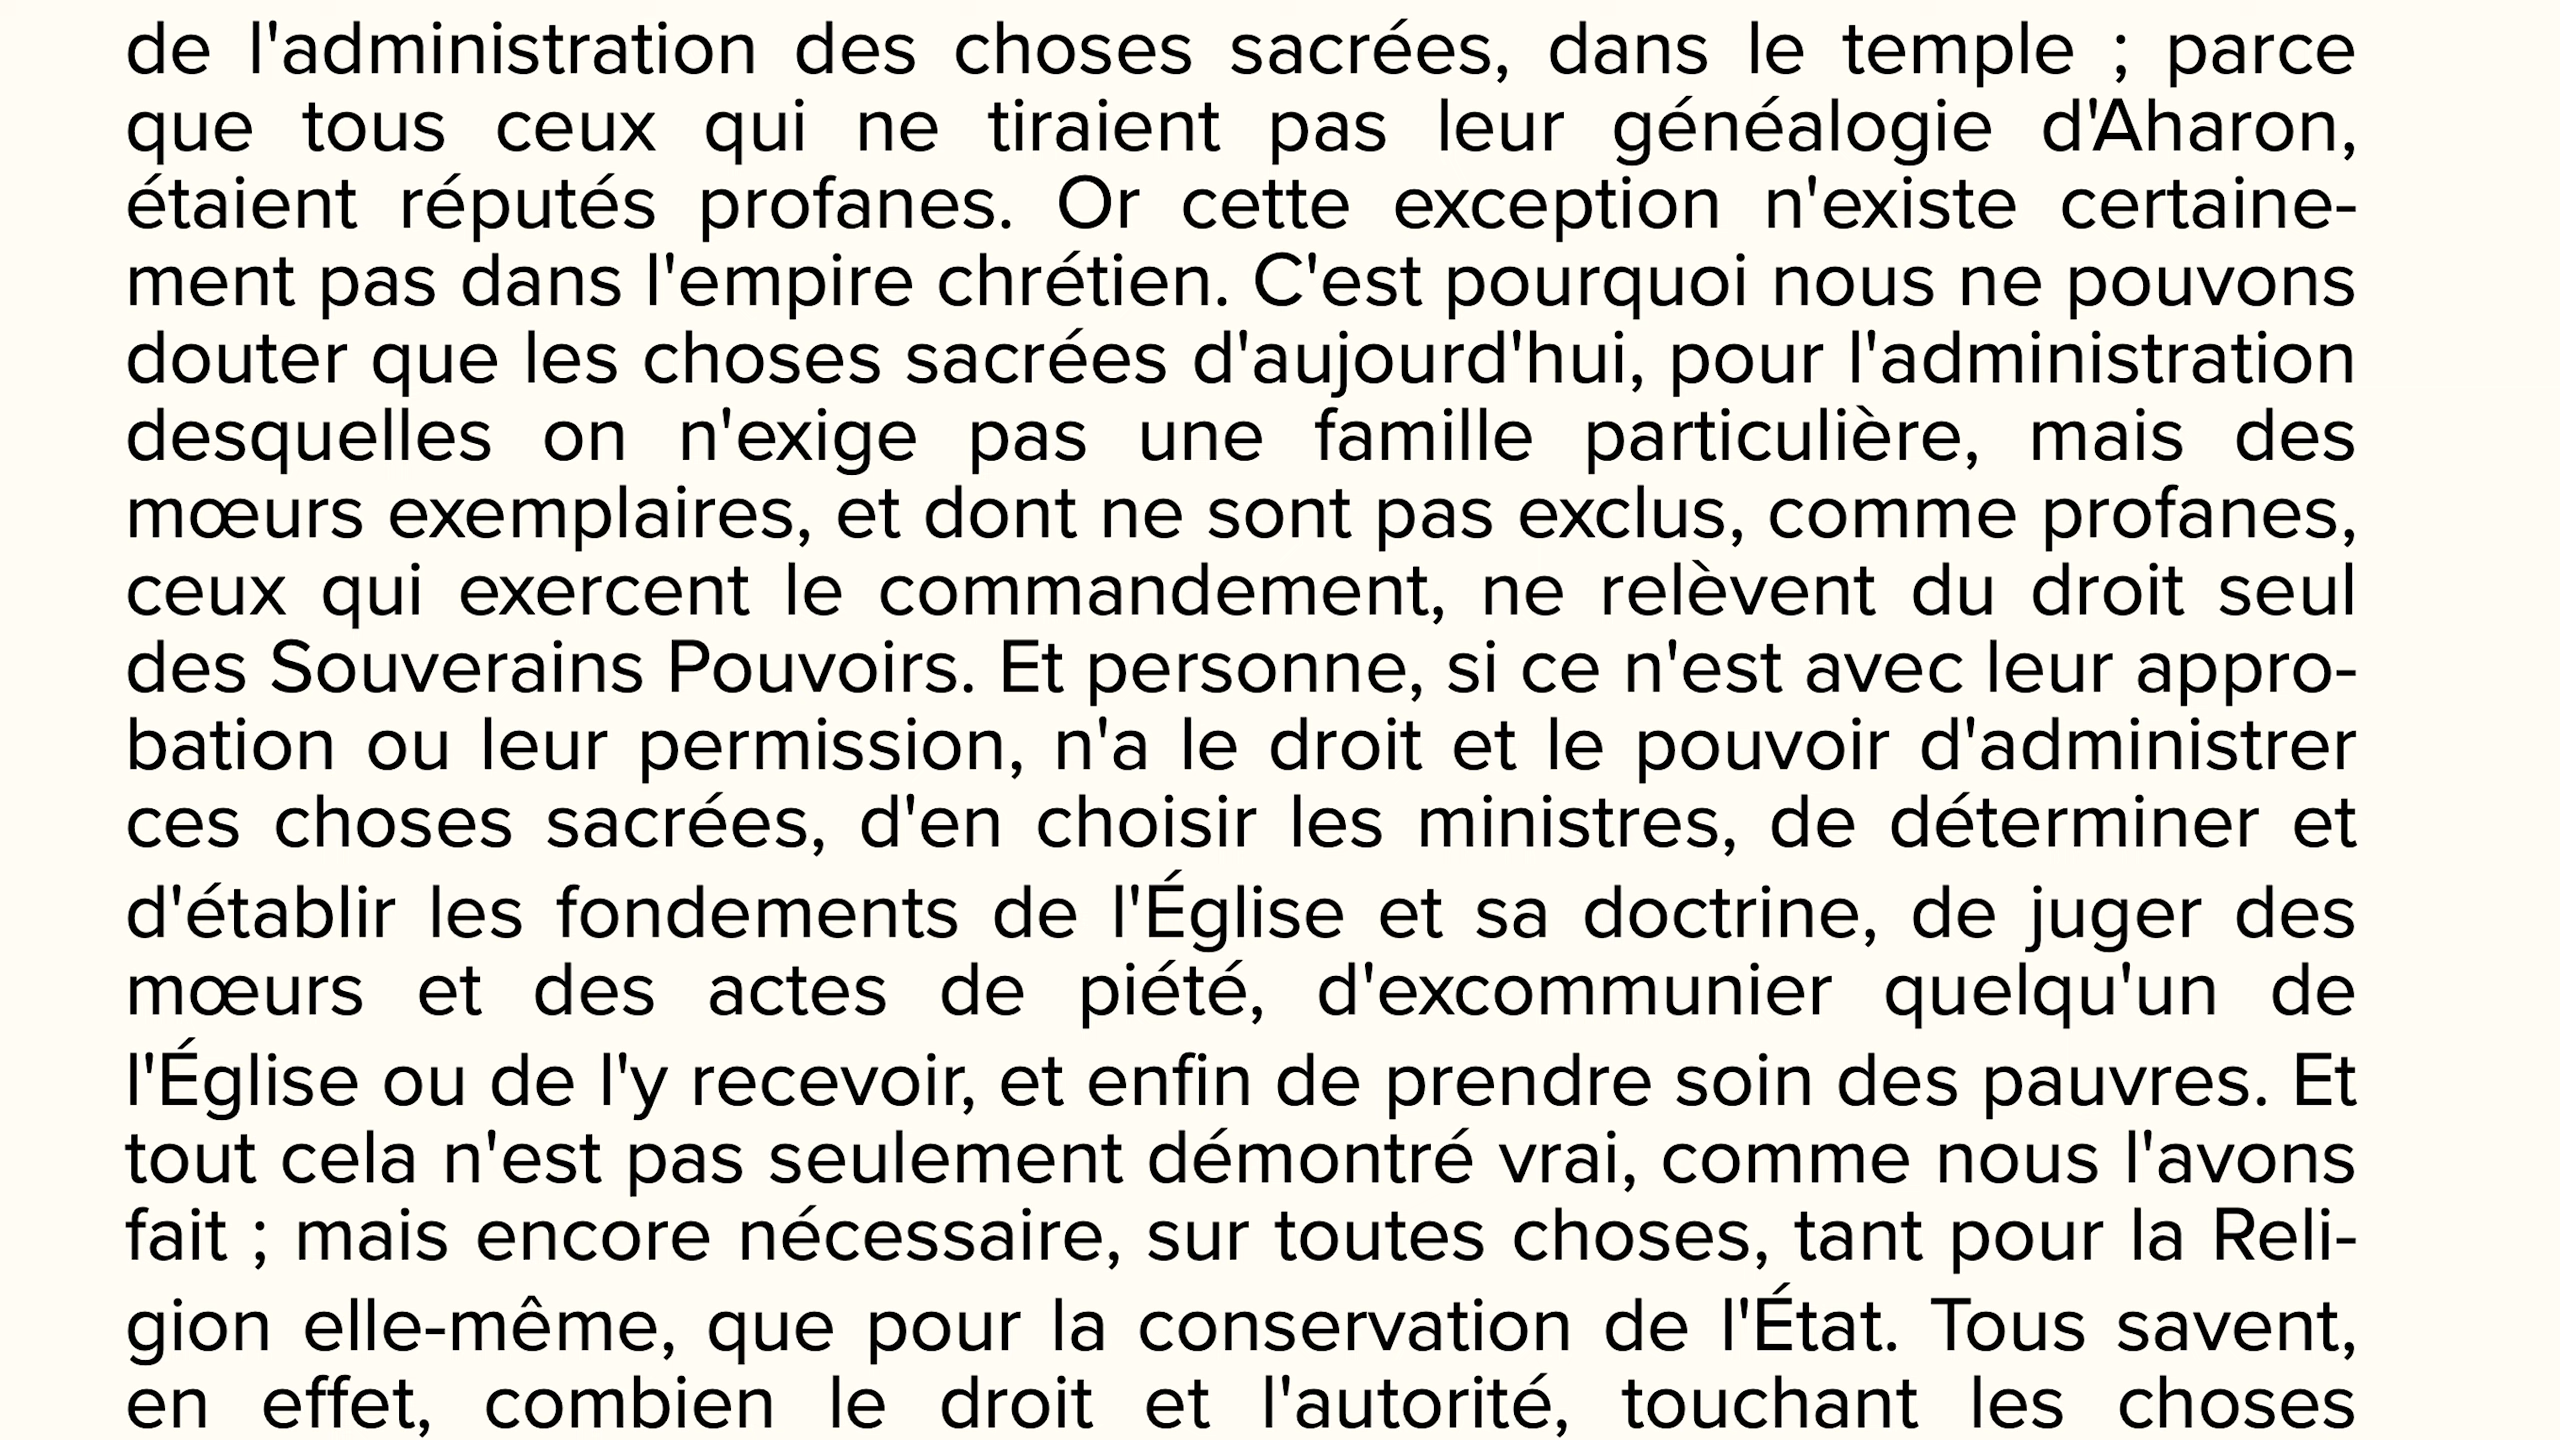 de l'administration des choses sacrées, dans le temple ; parce
que tous ceux qui ne tiraient pas leur généalogie d'Aharon,
étaient réputés profanes. Or cette exception n'existe certaine-
ment pas dans l'empire chrétien. C'est pourquoi nous ne pouvons
douter que les choses sacrées d'aujourd'hui, pour l'administration
desquelles on n'exige pas une famille particulière, mais des
mœurs exemplaires, et dont ne sont pas exclus, comme profanes,
ceux qui exercent le commandement, ne relèvent du droit seul
des Souverains Pouvoirs. Et personne, si ce n'est avec leur appro-
bation ou leur permission, n'a le droit et le pouvoir d'administrer
ces choses sacrées, d'en choisir les ministres, de déterminer et
d'établir les fondements de l'Église et sa doctrine, de juger des
mœurs et des actes de piété, d'excommunier quelqu'un de
l'Église ou de l'y recevoir, et enfin de prendre soin des pauvres. Et
tout cela n'est pas seulement démontré vrai, comme nous l'avons
fait ; mais encore nécessaire, sur toutes choses, tant pour la Reli-
gion elle-même, que pour la conservation de l'État. Tous savent,
en effet, combien le droit et l'autorité, touchant les choses